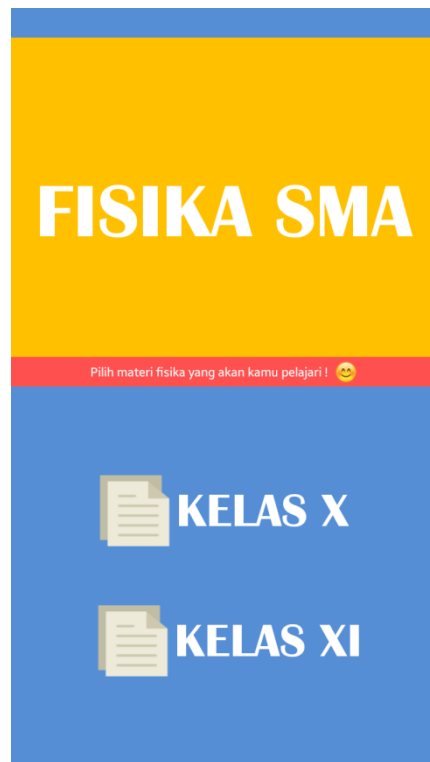 FISIKA SMA
Pilih materi fisika yang akan kamu pelajari ! 😊
KELAS X
KELAS XI